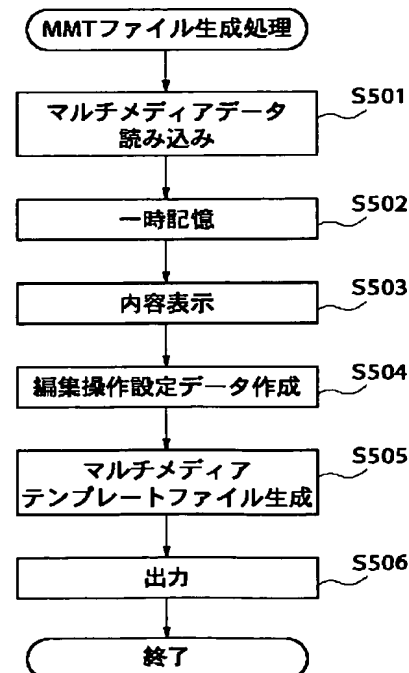 MMTファイル生成処理
S501
マルチメディアデータ
読み込み
S502
一時記憶
S503
内容表示
S504
編集操作設定データ作成
S505
マルチメディア
テンプレートファイル生成
S506
出力
終了